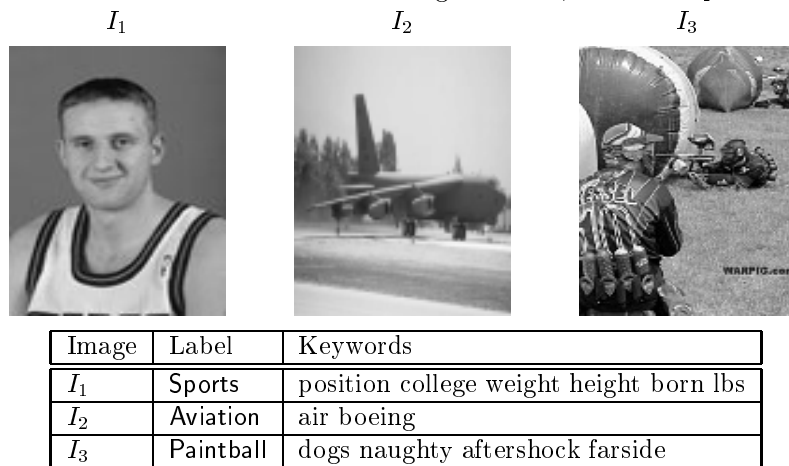 I1
I2
I3
WARPIG.com
Image Label Keywords
I1 Sports position college weight height born lbs
I2 Aviation air boeing
I3 Paintball dogs naughty aftershock farside